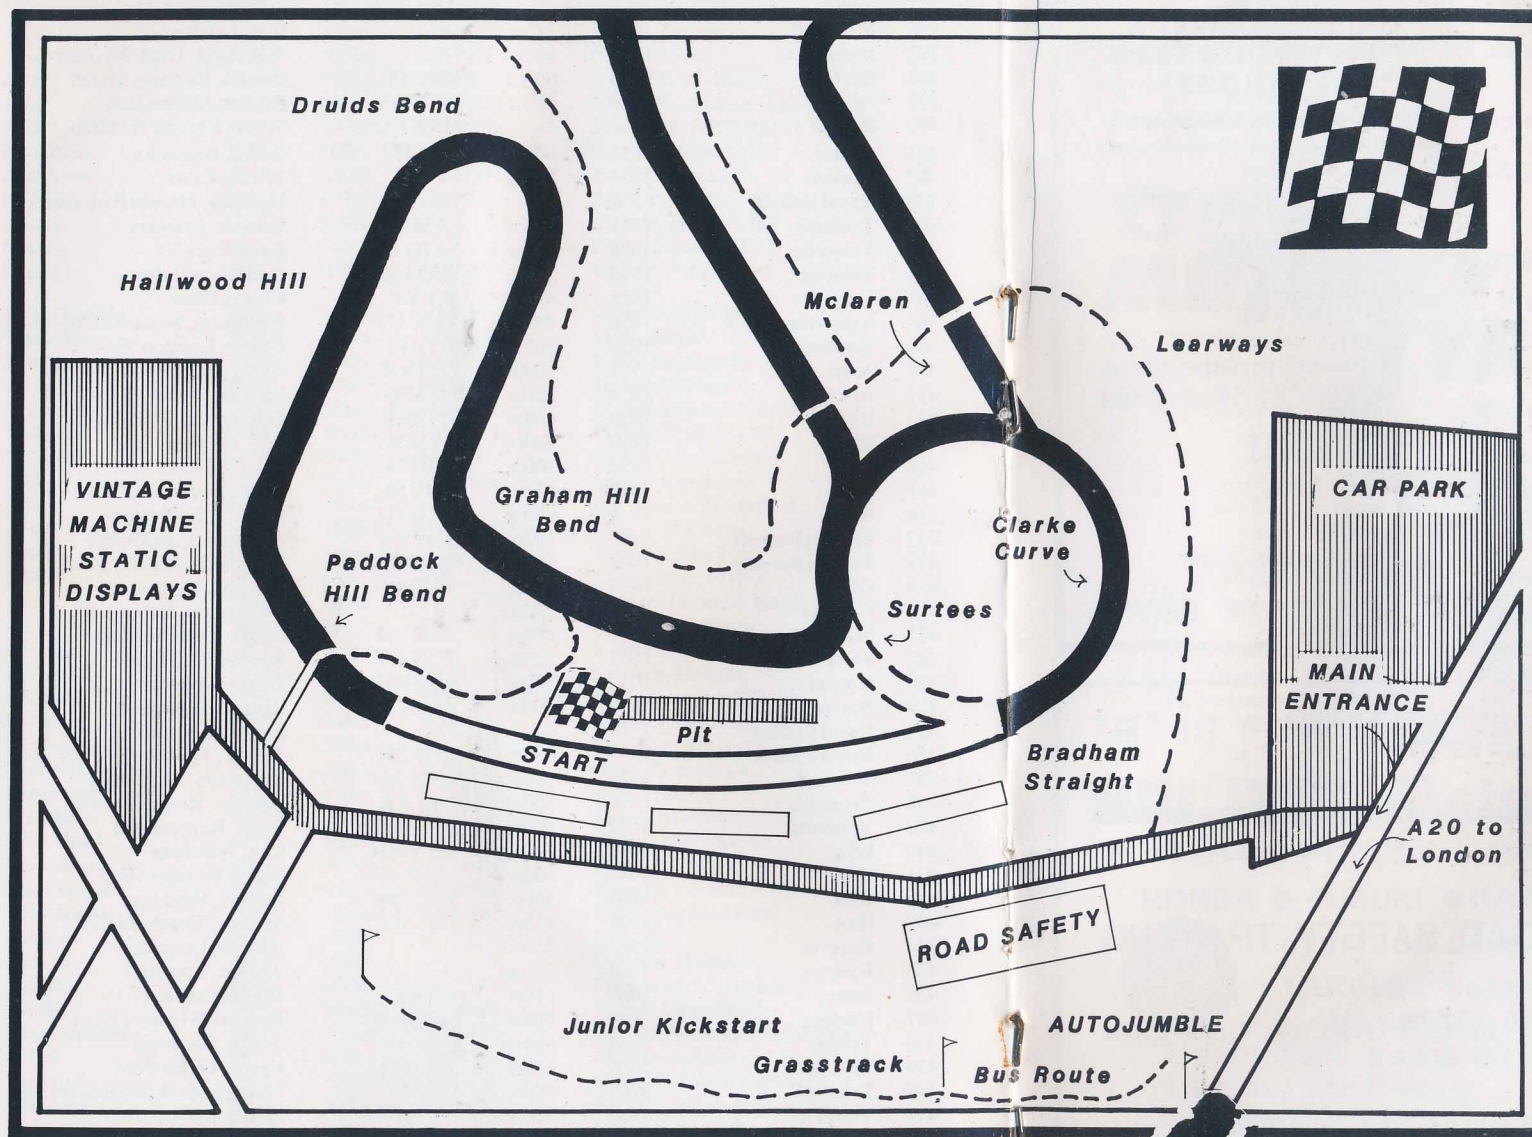 Druids Bend
Hailwood Hill
Mclaren
Learways
VINTAGE
MACHINE
STATIC
DISPLAYS
Graham Hill
Bend
Clarke
Curve
CAR PARK
Paddock
Hill Bend
Surtees
MAIN
ENTRANCE
Pit
START
Bradham
Straight
A20 to
London
ROAD SAFETY
Junior Kickstart
Grasstrack
AUTOJUMBLE
Bus Route